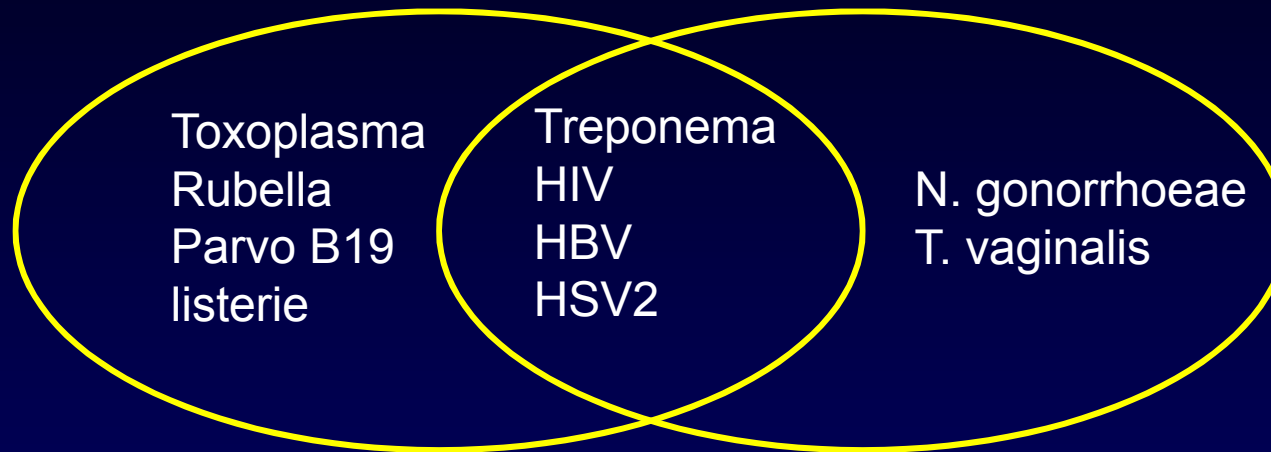 Toxoplasma
Rubella
Parvo B19
listerie
Treponema
HIV
HBV
HSV2
N. gonorrhoeae
T. vaginalis